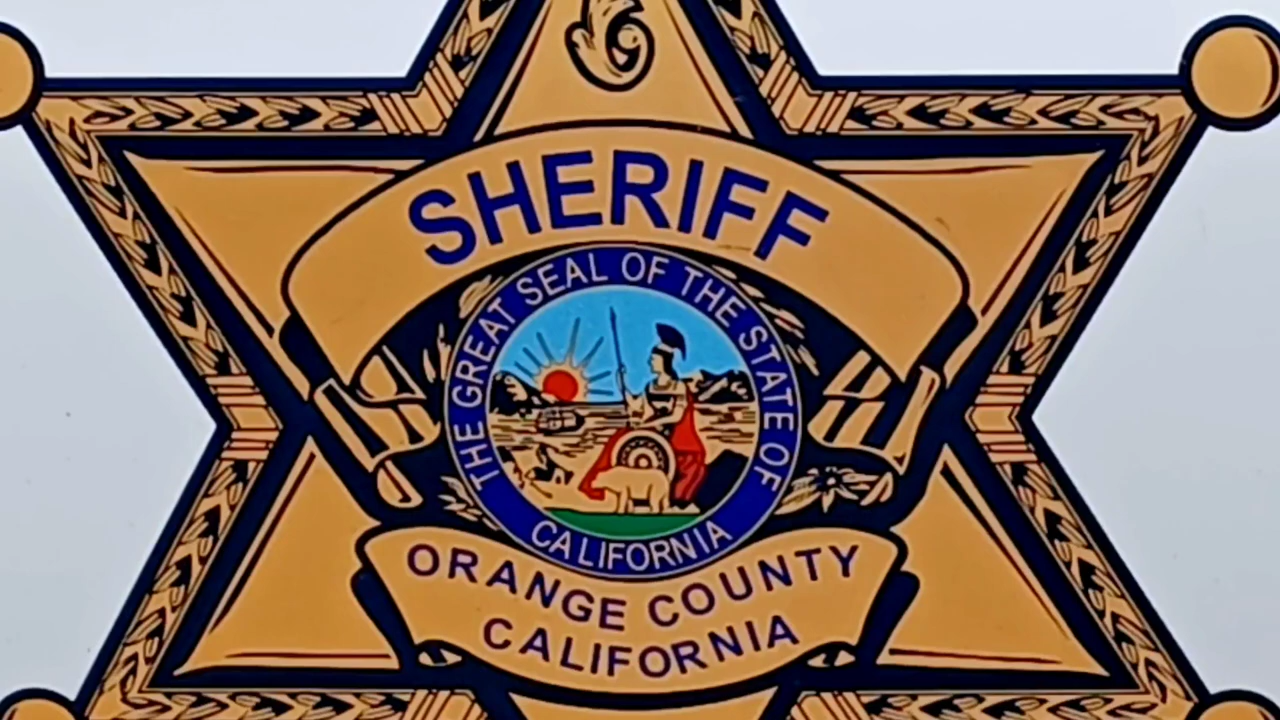 SHERIFF
THE GREAT SEAL OF THE STATE OF
CALIFORNIA
ORANGE COUNTY
CALIFORNIA